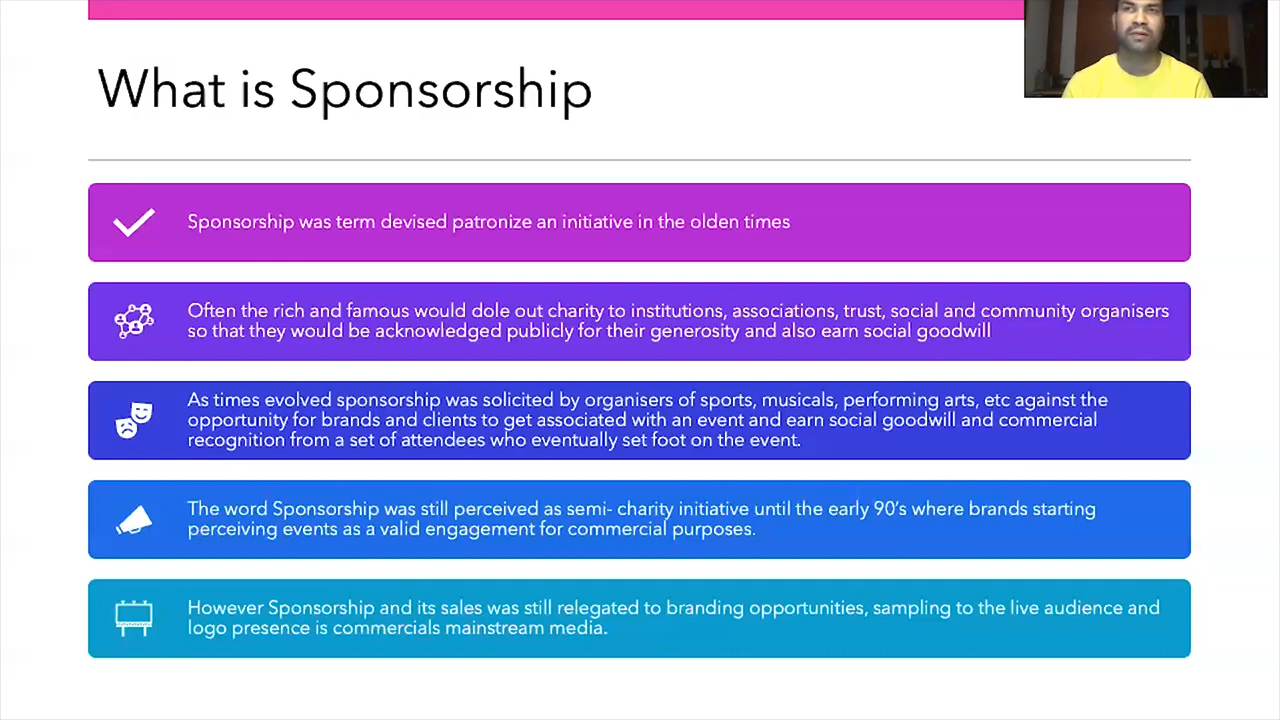 What is Sponsorship
Sponsorship was term devised patronize an initiative in the olden times
Often the rich and famous would dole out charity to institutions, associations, trust, social and community organisers
so that they would be acknowledged publicly for their generosity and also earn social goodwill
As times evolved sponsorship was solicited by organisers of sports, musicals, performing arts, etc against the
opportunity for brands and clients to get associated with an event and earn social goodwill and commercial
recognition from a set of attendees who eventually set foot on the event.
The word Sponsorship was still perceived as semi- charity initiative until the early 90’s where brands starting
perceiving events as a valid engagement for commercial purposes.
However Sponsorship and its sales was still relegated to branding opportunities, sampling to the live audience and
logo presence is commercials mainstream media.